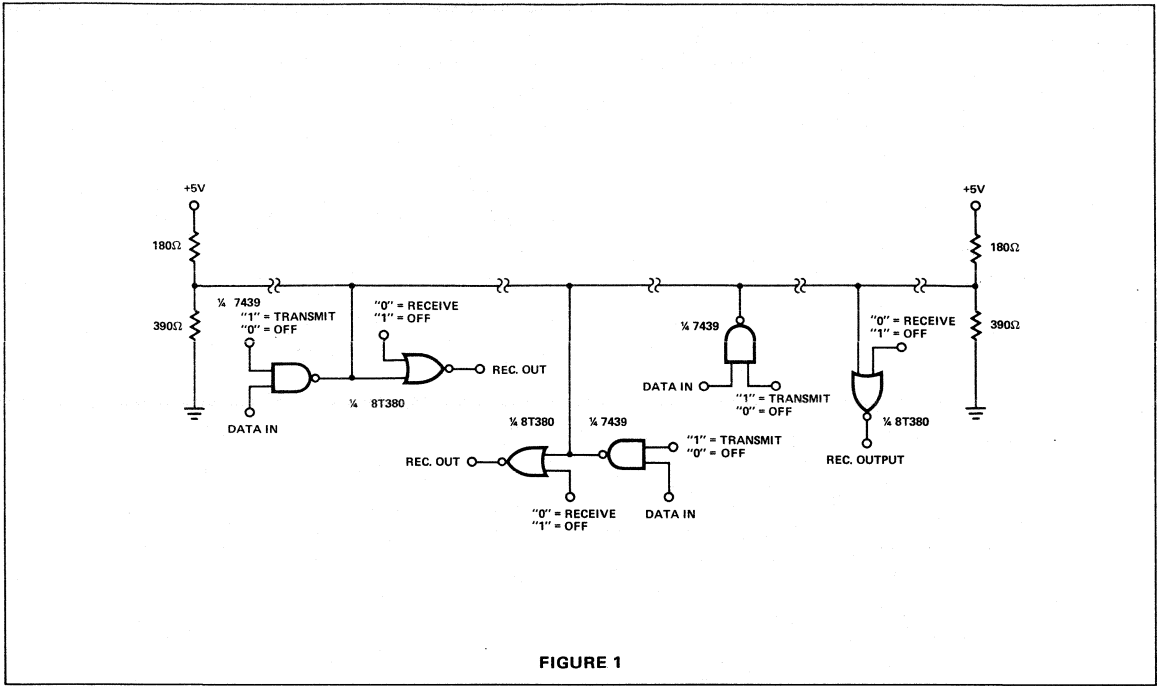 +5V
+5V
180Ω
180Ω
¼ 7439
"1" = TRANSMIT
"0" = OFF
"0" = RECEIVE
"1" = OFF
390Ω
REC. OUT
¼ 8T380
DATA IN
¼ 7439
DATA IN
"1" = TRANSMIT
"0" = OFF
"0" = RECEIVE
"1" = OFF
390Ω
¼ 8T380
REC. OUTPUT
¼ 8T380
¼ 7439
"1" = TRANSMIT
"0" = OFF
REC. OUT
"0" = RECEIVE
"1" = OFF
DATA IN
FIGURE 1